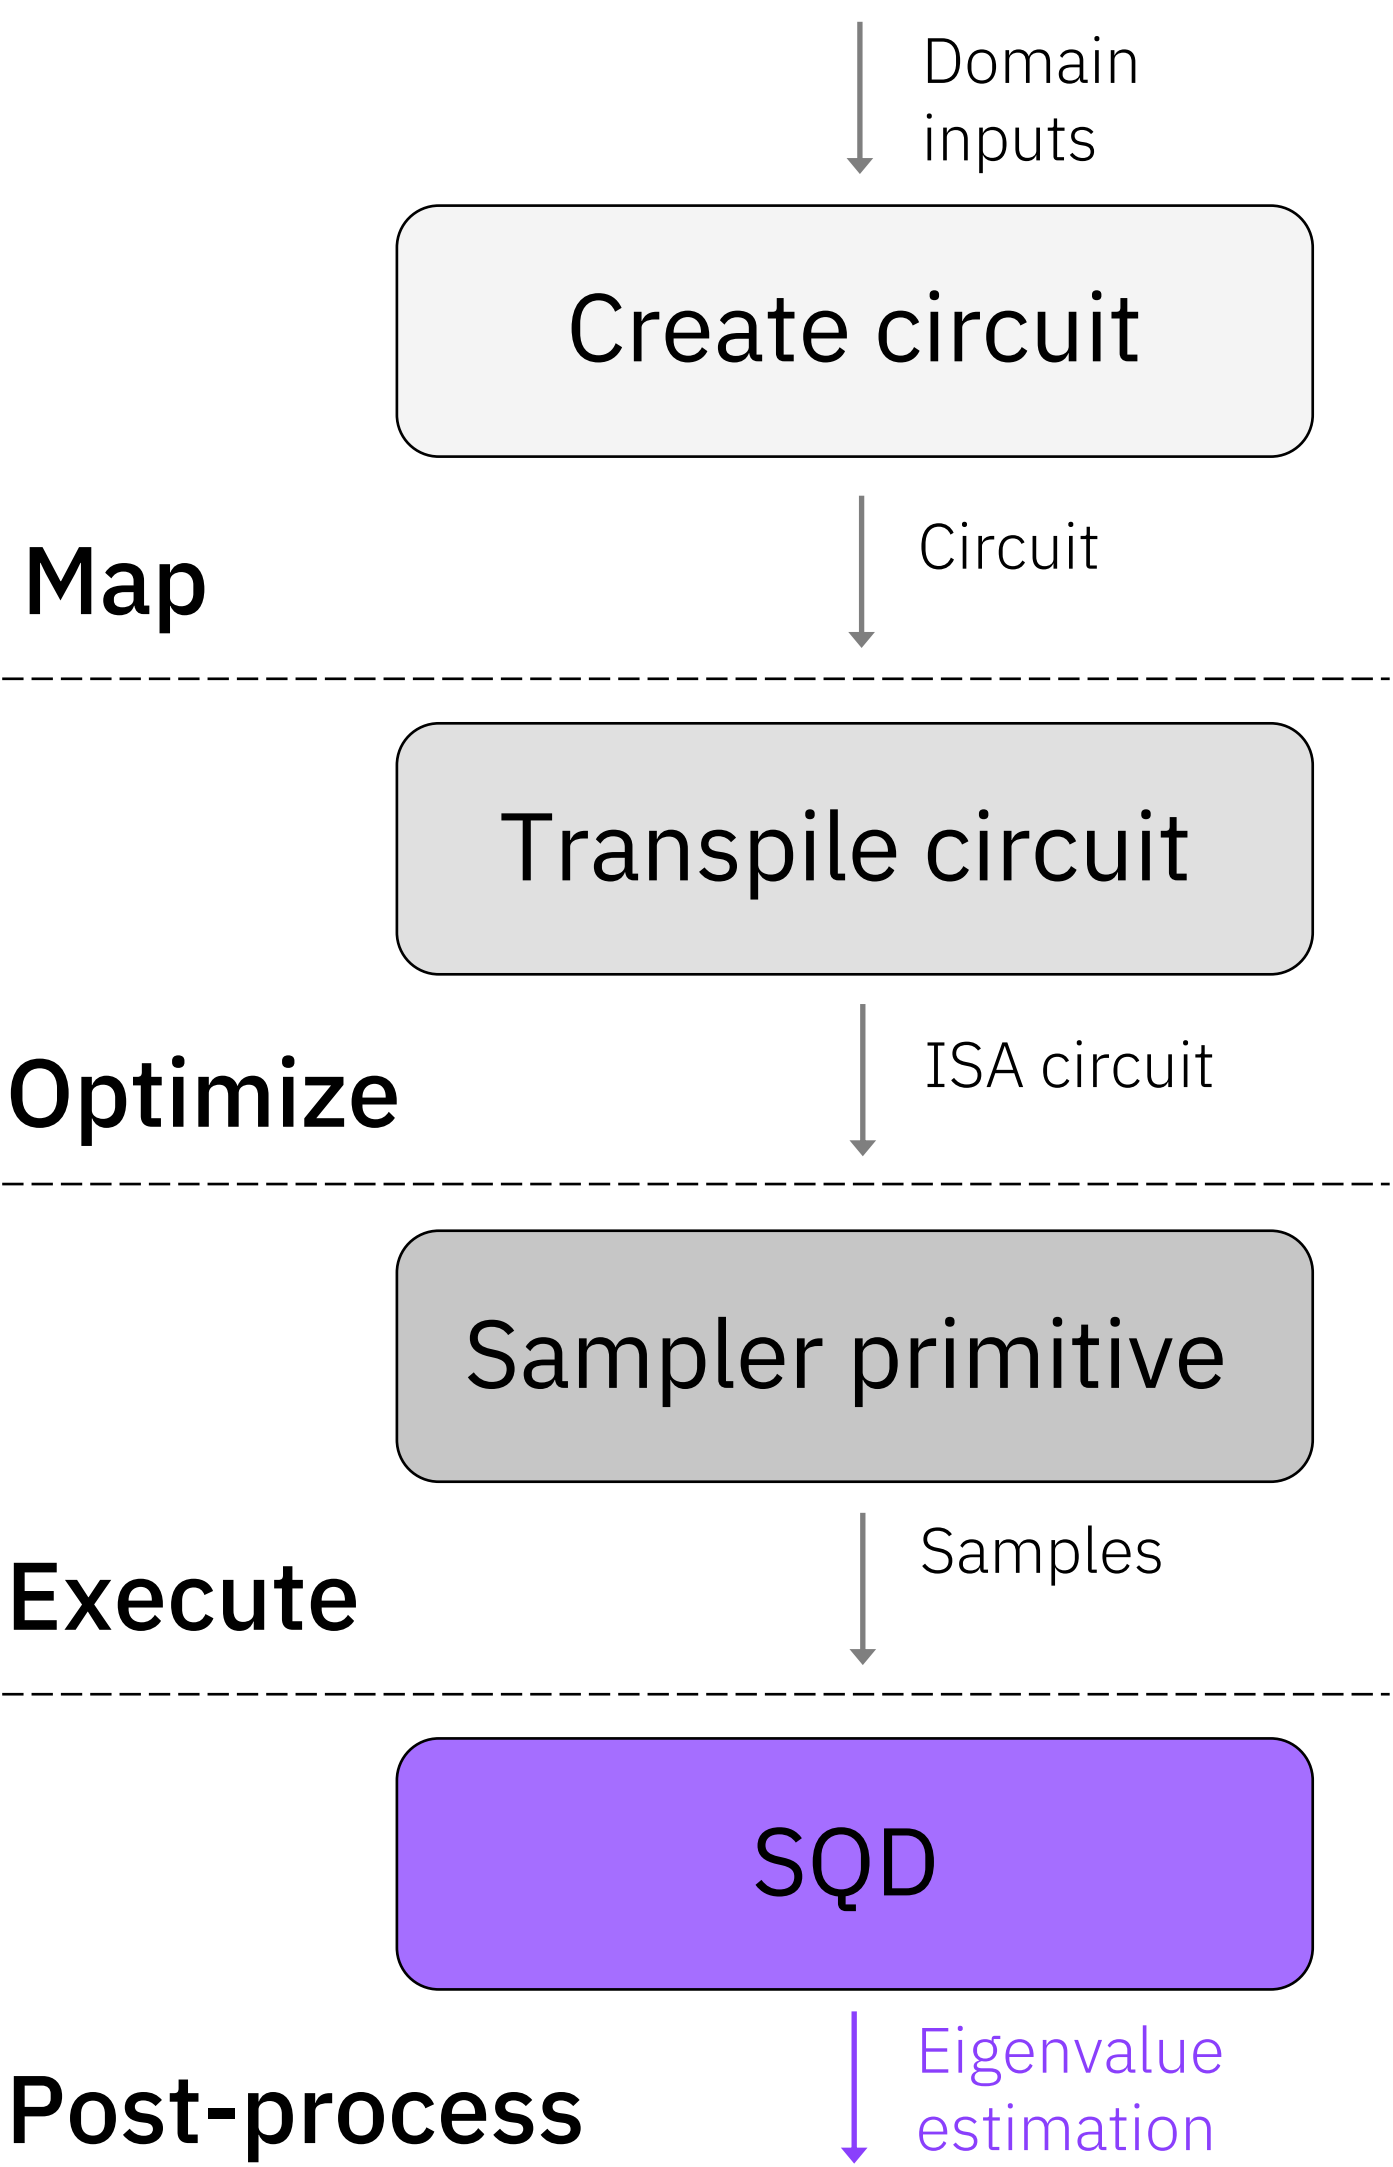 Domain
inputs
Create circuit
Circuit
Map
Transpile circuit
ISA circuit
Optimize
Sampler primitive
Samples
Execute
SQD
Eigenvalue
estimation
Post-process